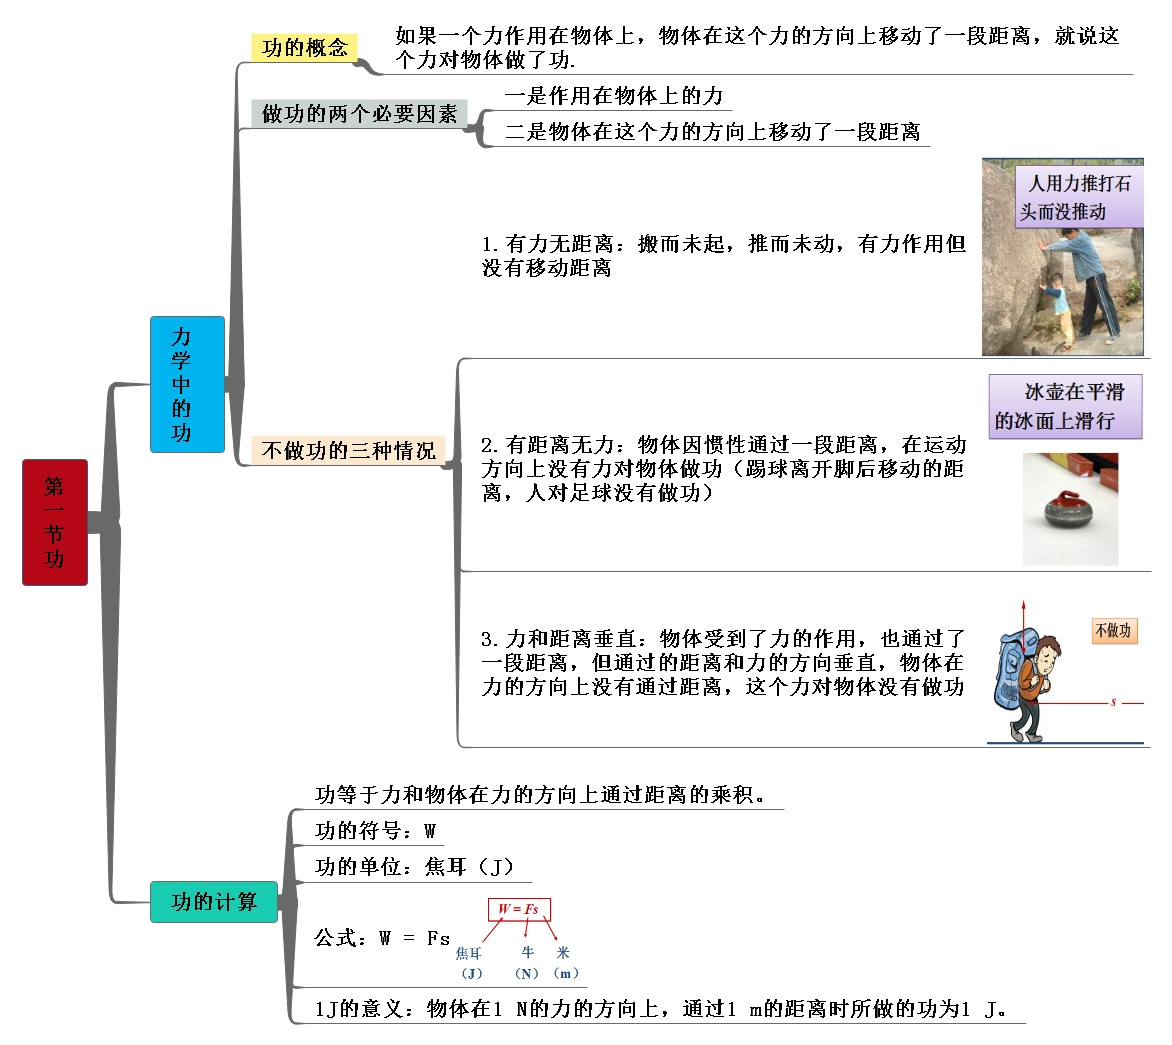 第一节功
力学中的功
功的概念
如果一个力作用在物体上，物体在这个力的方向上移动了一段距离，就说这
个力对物体做了功.
做功的两个必要因素
一是作用在物体上的力
二是物体在这个力的方向上移动了一段距离
不做功的三种情况
1.有力无距离：搬而未起，推而未动，有力作用但
没有移动距离
人用力推打石
头而没推动
2.有距离无力：物体因惯性通过一段距离，在运动
方向上没有力对物体做功（踢球离开脚后移动的距
离，人对足球没有做功）
冰壶在平滑
的冰面上滑行
3.力和距离垂直：物体受到了力的作用，也通过了
一段距离，但通过的距离和力的方向垂直，物体在
力的方向上没有通过距离，这个力对物体没有做功
不做功
s
功的计算
功等于力和物体在力的方向上通过距离的乘积。
功的符号：W
功的单位：焦耳（J）
公式：W = Fs
W = Fs
焦耳 牛 米
（J） （N） （m）
1J的意义：物体在1 N的力的方向上，通过1 m的距离时所做的功为1 J。